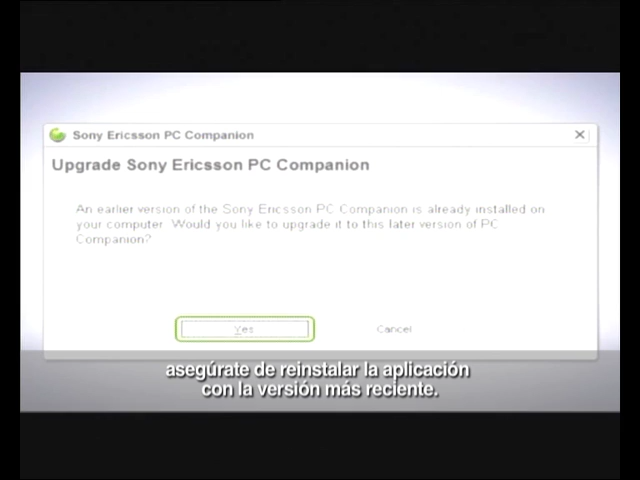 Sony Ericsson PC Companion
Upgrade Sony Ericsson PC Companion
An earlier version of the Sony Ericsson PC Companion is already installed on
your computer. Would you like to upgrade it to this later version of PC
Companion?
Yes Cancel
asegúrate de reinstalar la aplicación
con la versión más reciente.